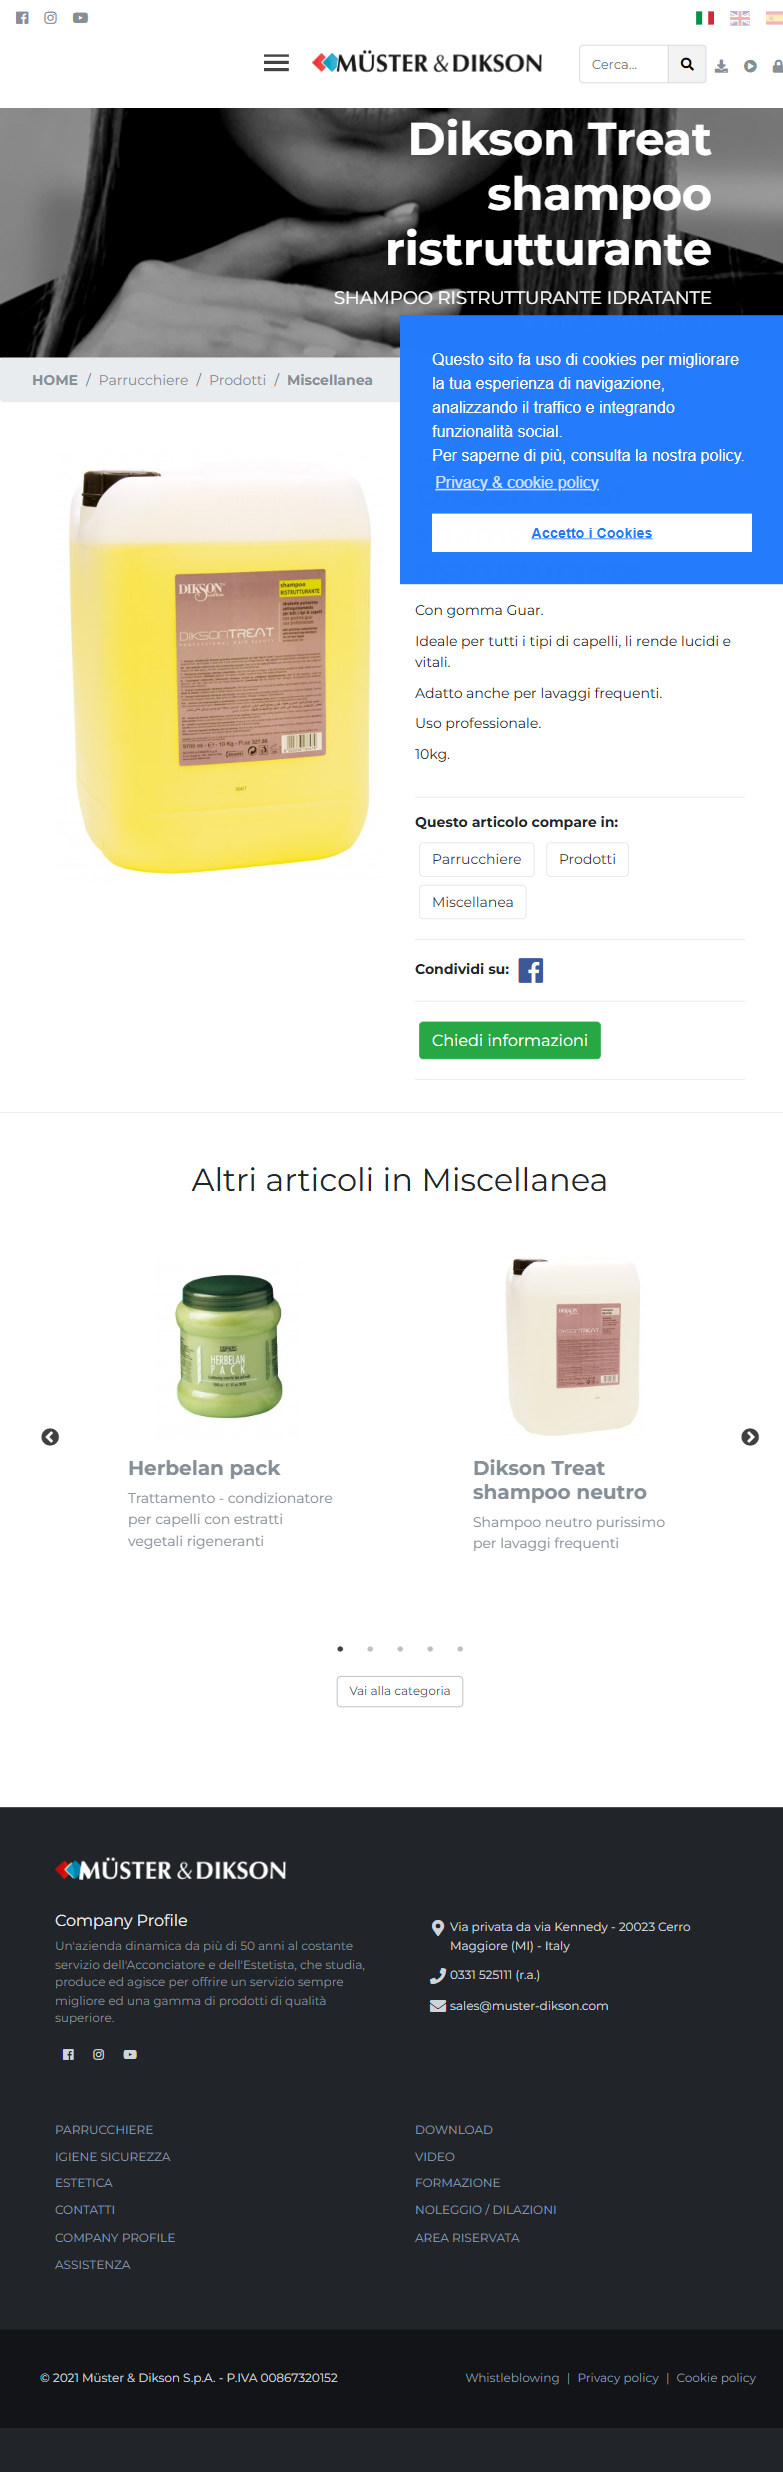 MÜSTER & DIKSON
Cerca...
Dikson Treat
shampoo
ristrutturante
SHAMPOO RISTRUTTURANTE IDRATANTE
HOME / Parrucchiere / Prodotti / Miscellanea
Questo sito fa uso di cookies per migliorare
la tua esperienza di navigazione,
analizzando il traffico e integrando
funzionalità social.
Per saperne di più, consulta la nostra policy.
Privacy & cookie policy
Accetto i Cookies
DIKSON
shampoo
RISTRUTTURANTE
DIKSONTREAT
Con gomma Guar.
Ideale per tutti i tipi di capelli, li rende lucidi e
vitali.
Adatto anche per lavaggi frequenti.
Uso professionale.
10kg.
Questo articolo compare in:
Parrucchiere
Prodotti
Miscellanea
Condividi su:
Chiedi informazioni
Altri articoli in Miscellanea
HERBELAN
PACK
DIKSONTREAT
Herbelan pack
Trattamento - condizionatore
per capelli con estratti
vegetali rigeneranti
Dikson Treat
shampoo neutro
Shampoo neutro purissimo
per lavaggi frequenti
Vai alla categoria
MÜSTER & DIKSON
Company Profile
Un'azienda dinamica da più di 50 anni al costante
servizio dell'Acconciatore e dell'Estetista, che studia,
produce ed agisce per offrire un servizio sempre
migliore ed una gamma di prodotti di qualità
superiore.
Via privata da via Kennedy - 20023 Cerro
Maggiore (MI) - Italy
0331 525111 (r.a.)
sales@muster-dikson.com
PARRUCCHIERE
IGIENE SICUREZZA
ESTETICA
CONTATTI
COMPANY PROFILE
ASSISTENZA
DOWNLOAD
VIDEO
FORMAZIONE
NOLEGGIO / DILAZIONI
AREA RISERVATA
© 2021 Müster & Dikson S.p.A. - P.IVA 00867320152
Whistleblowing | Privacy policy | Cookie policy